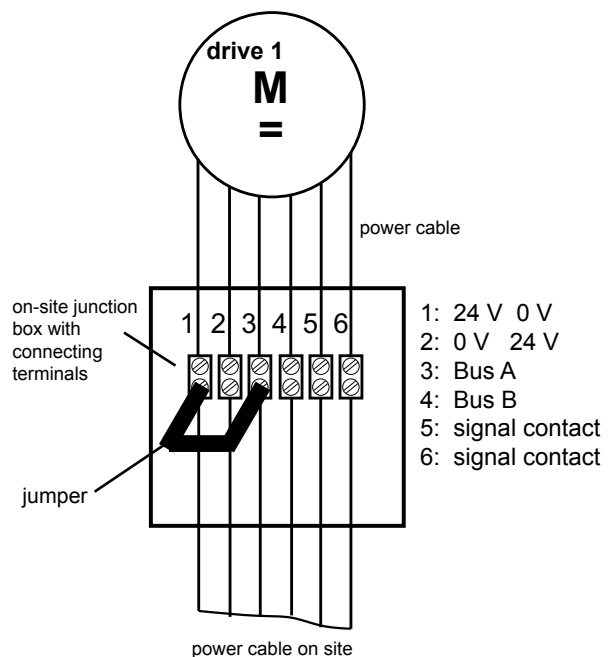 drive 1
M
=
power cable
on-site junction
box with
connecting
terminals
1 2 3 4 5 6
1: 24 V 0 V
2: 0 V 24 V
3: Bus A
4: Bus B
5: signal contact
6: signal contact
jumper
power cable on site